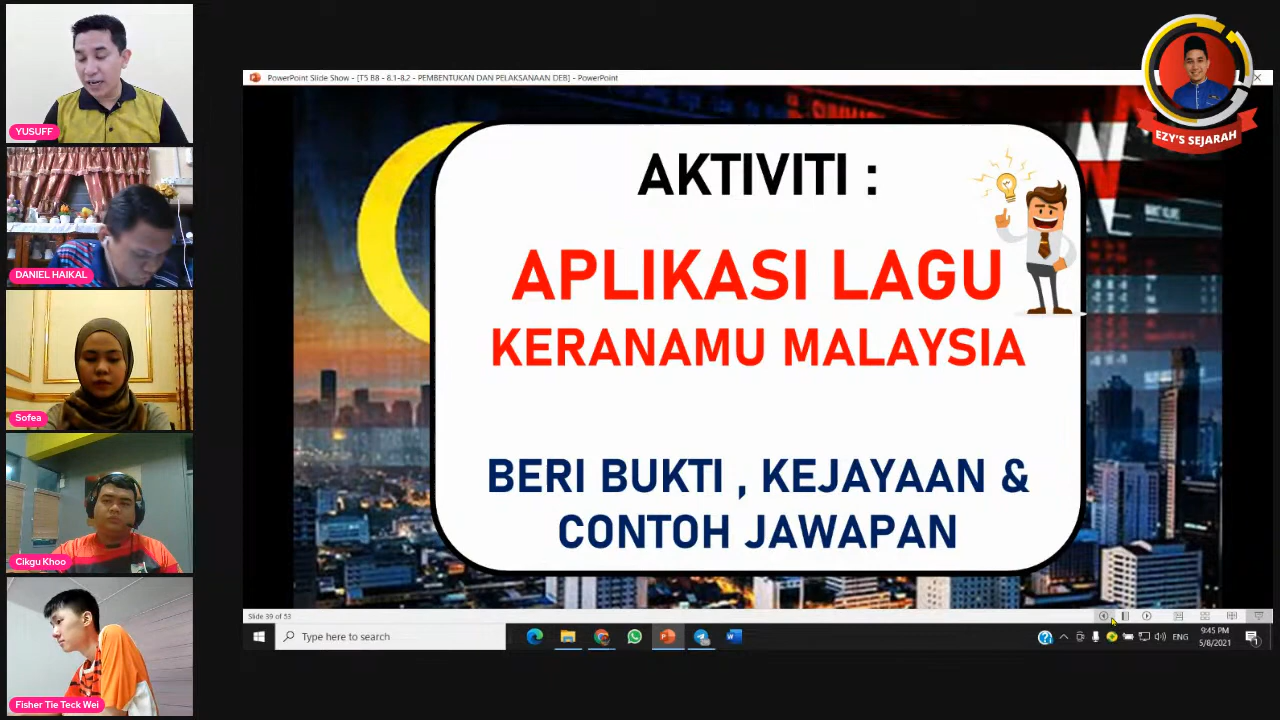 YUSUFF
DANIEL HAIKAL
Sofea
Cikgu Khoo
Fisher Tie Teck Wei
PowerPoint Slide Show - [T5 B8 - 8.1-8.2 - PEMBENTUKAN DAN PELAKSANAAN DEB] - PowerPoint
EZY'S SEJARAH
AKTIVITI :
APLIKASI LAGU
KERANAMU MALAYSIA
BERI BUKTI , KEJAYAAN &
CONTOH JAWAPAN
Slide 39 of 53
Type here to search
ENG
9:45 PM
5/8/2021